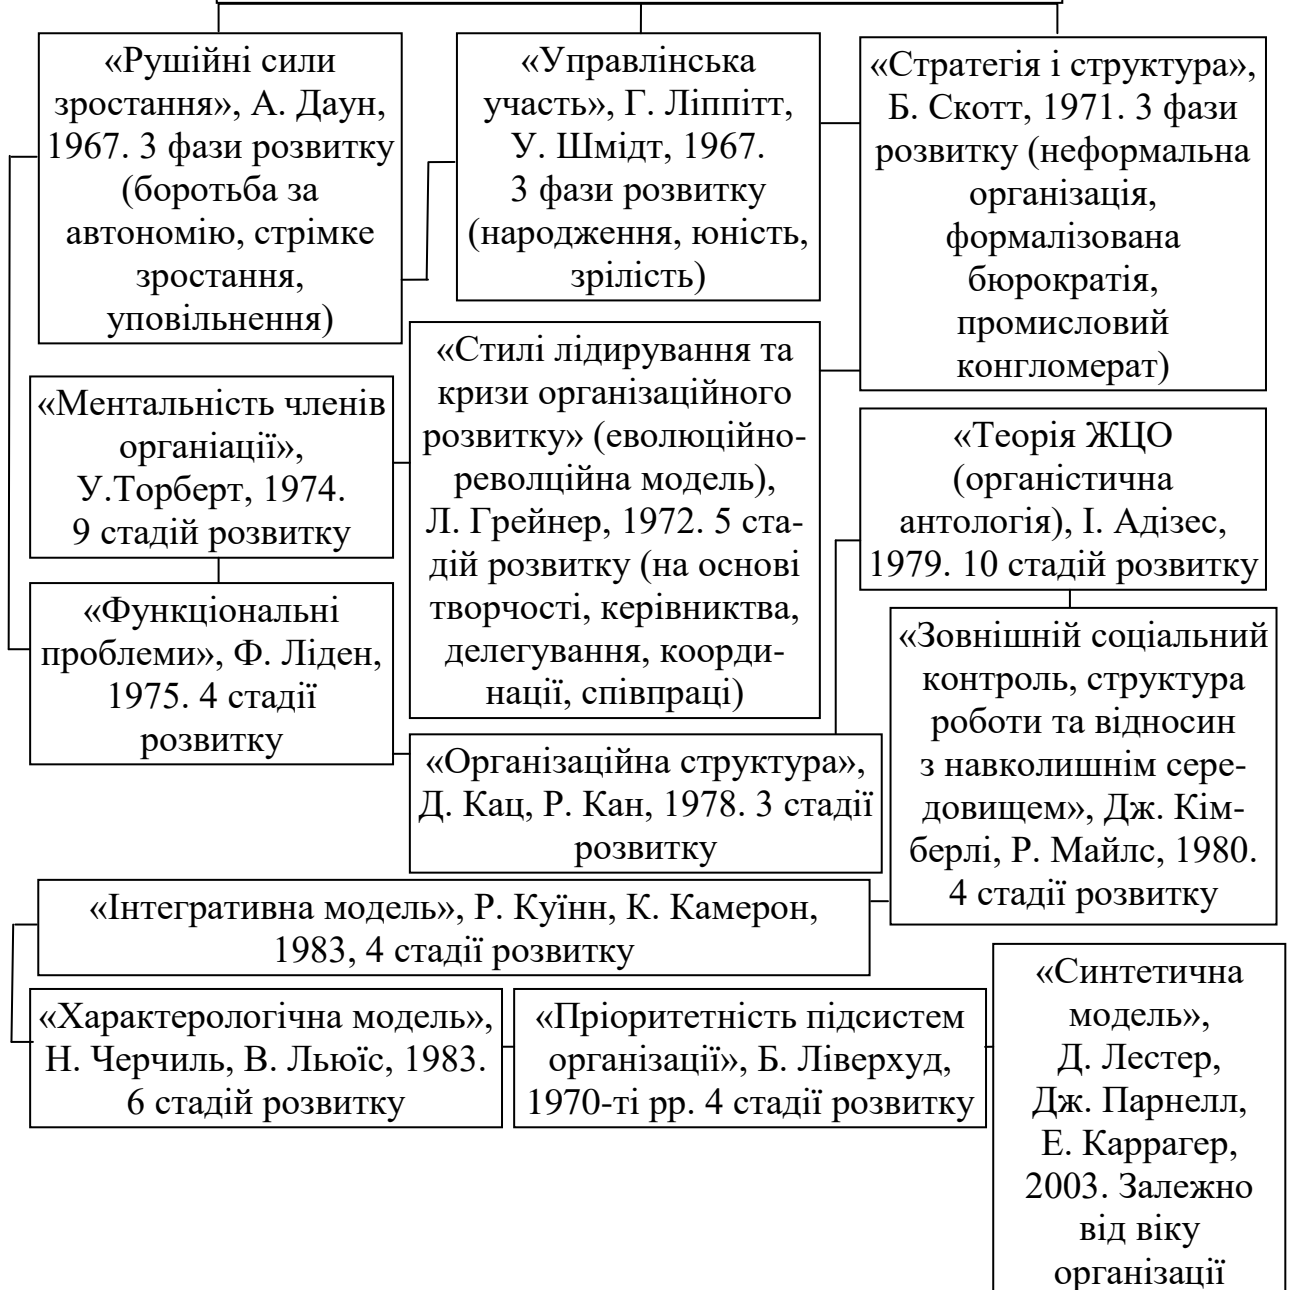 «Рушійні сили
зростання», А. Даун,
1967. 3 фази розвитку
(боротьба за
автономію, стрімке
зростання,
уповільнення)
«Управлінська
участь», Г. Ліппітт,
У. Шмідт, 1967.
3 фази розвитку
(народження, юність,
зрілість)
«Стратегія і структура»,
Б. Скотт, 1971. 3 фази
розвитку (неформальна
організація,
формалізована
бюрократія,
промисловий
конгломерат)
«Ментальність членів
органіації»,
У.Торберт, 1974.
9 стадій розвитку
«Стилі лідирування та
кризи організаційного
розвитку» (еволюційно-
револційна модель),
Л. Грейнер, 1972. 5 ста-
дій розвитку (на основі
творчості, керівництва,
делегування, коорди-
нації, співпраці)
«Теорія ЖЦО
(органістична
антологія), І. Адізес,
1979. 10 стадій розвитку
«Функціональні
проблеми», Ф. Ліден,
1975. 4 стадії
розвитку
«Організаційна структура»,
Д. Кац, Р. Кан, 1978. 3 стадії
розвитку
«Зовнішній соціальний
контроль, структура
роботи та відносин
з навколишнім сере-
довищем», Дж. Кім-
берлі, Р. Майлс, 1980.
4 стадії розвитку
«Інтегративна модель», Р. Куїнн, К. Камерон,
1983, 4 стадії розвитку
«Характерологічна модель»,
Н. Черчиль, В. Льюїс, 1983.
6 стадій розвитку
«Пріоритетність підсистем
організації», Б. Ліверхуд,
1970-ті рр. 4 стадії розвитку
«Синтетична
модель»,
Д. Лестер,
Дж. Парнелл,
Е. Каррагер,
2003. Залежно
від віку
організації